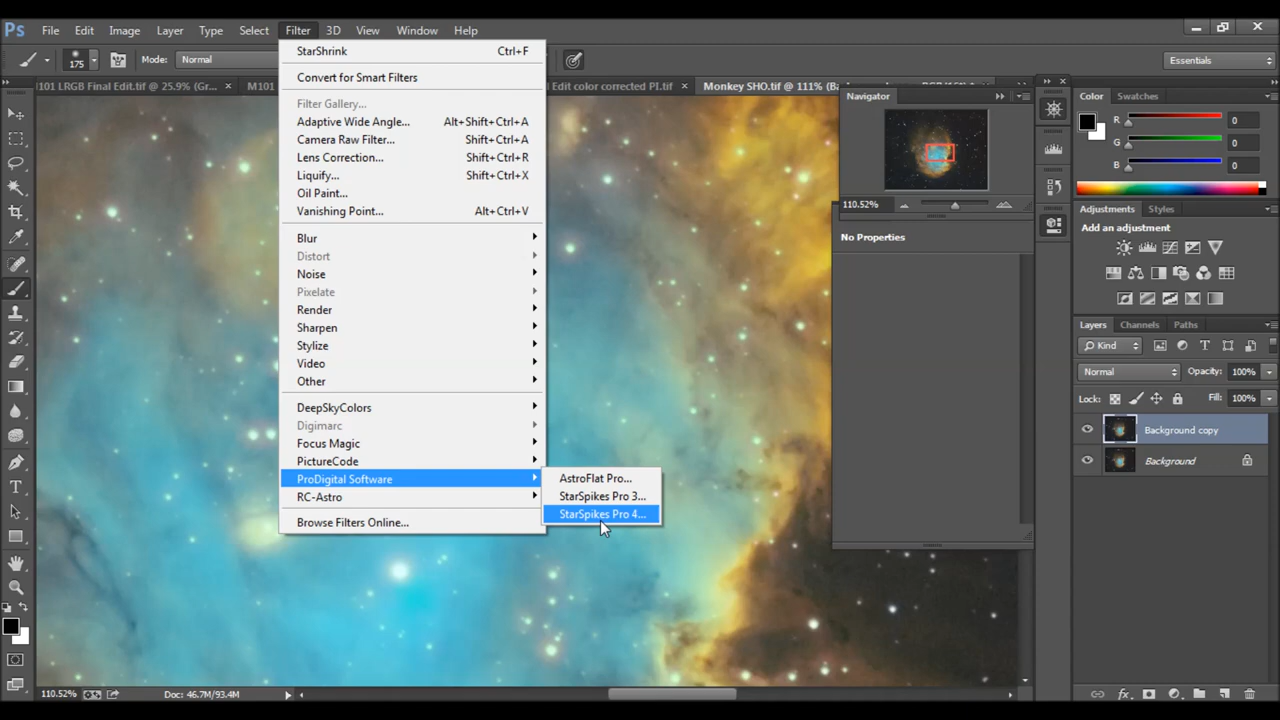 Ps File Edit Image Layer Type Select Filter 3D View Window Help
175 Mode: Normal Essentials
101 LRGB Final Edit.tif @ 25.9% (Gr... × M101 Edit color corrected PI.tif × Monkey SHO.tif @ 111%
StarShrink Ctrl+F
Convert for Smart Filters
Filter Gallery...
Adaptive Wide Angle... Alt+Shift+Ctrl+A
Camera Raw Filter... Shift+Ctrl+A
Lens Correction... Shift+Ctrl+R
Liquify... Shift+Ctrl+X
Oil Paint...
Vanishing Point... Alt+Ctrl+V
Blur
Distort
Noise
Pixelate
Render
Sharpen
Stylize
Video
Other
DeepSkyColors
Digimarc
Focus Magic
PictureCode
ProDigital Software
RC-Astro
Browse Filters Online...
AstroFlat Pro...
StarSpikes Pro 3...
StarSpikes Pro 4...
Navigator
110.52%
No Properties
Color Swatches
R 0
G 0
B 0
Adjustments Styles
Add an adjustment
Layers Channels Paths
Kind
Normal Opacity: 100%
Lock: Fill: 100%
Background copy
Background
110.52% Doc: 46.7M/93.4M